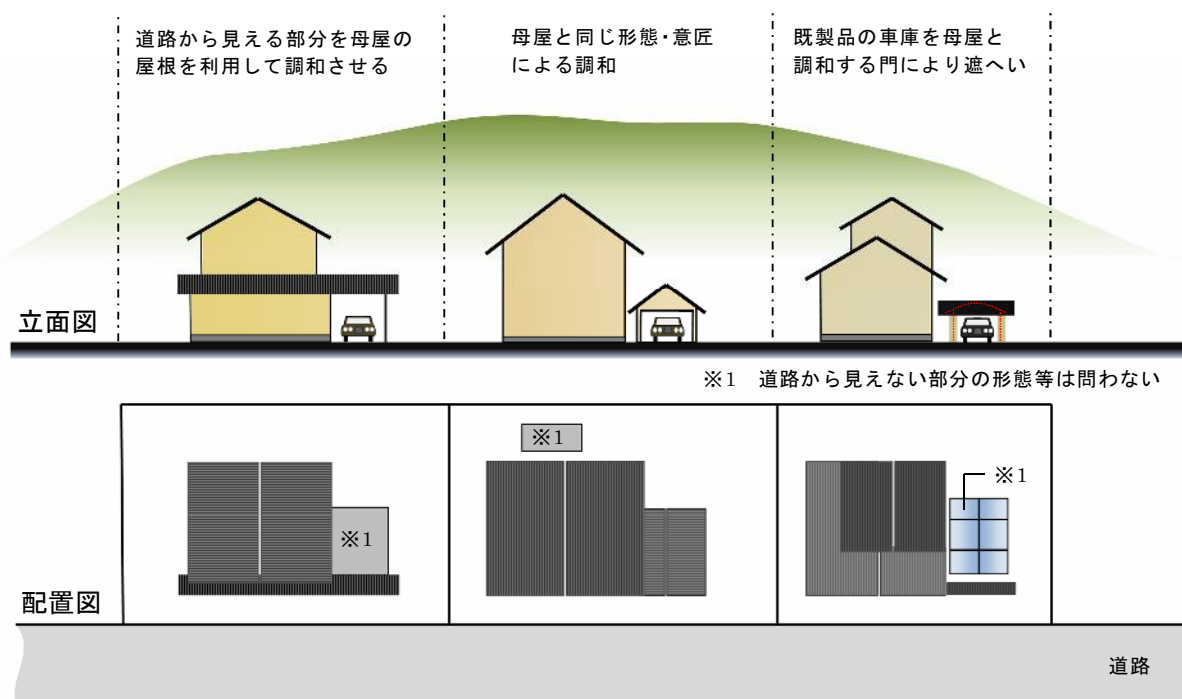 道路から見える部分を母屋の
屋根を利用して調和させる
母屋と同じ形態・意匠
による調和
既製品の車庫を母屋と
調和する門により遮へい
立面図
※1 道路から見えない部分の形態等は問わない
※1
※1
※1
配置図
道路